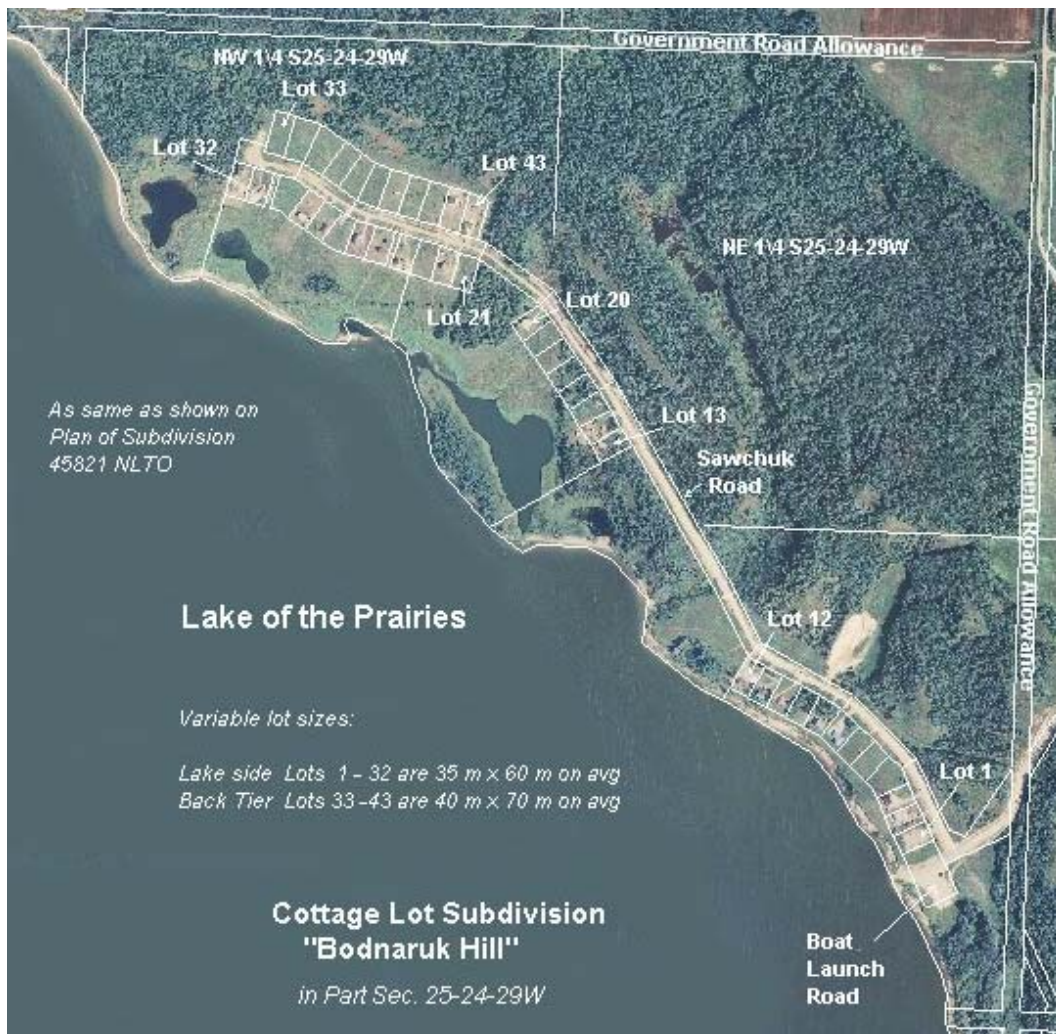 Government Road Allowance
NW 1\4 S25-24-29W
Lot 33
Lot 32
Lot 43
NE 1\4 S25-24-29W
Lot 20
Lot 21
As same as shown on
Plan of Subdivision
45821 NLTO
Lot 13
Sawchuk
Road
Government Road Allowance
Lake of the Prairies
Lot 12
Variable lot sizes:
Lake side Lots 1 - 32 are 35 m x 60 m on avg
Back Tier Lots 33 -43 are 40 m x 70 m on avg
Lot 1
Cottage Lot Subdivision
"Bodnaruk Hill"
in Part Sec. 25-24-29W
Boat
Launch
Road